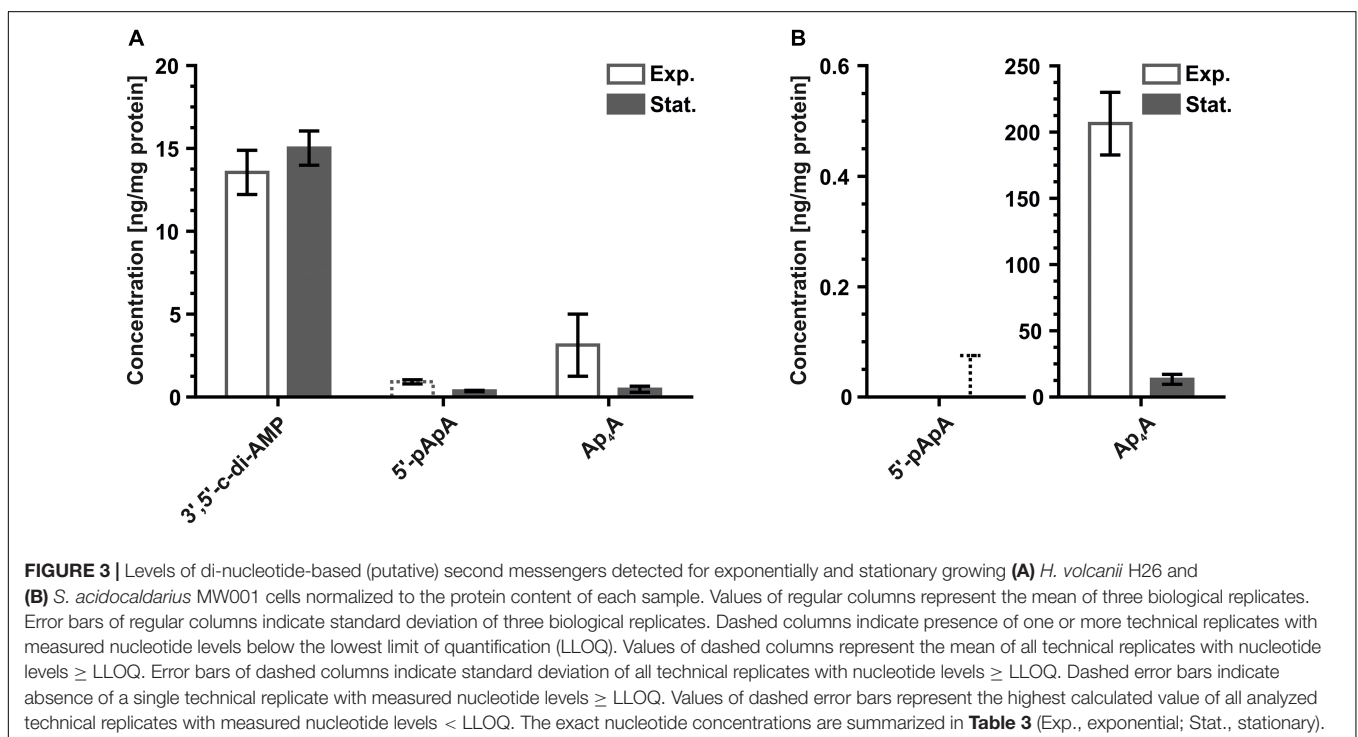 A
B
20
15
10
5
0
Concentration [ng/mg protein]
Exp.
Stat.
3',5'-c-di-AMP
5'-pApA
Ap₄A
0.6
0.4
0.2
0
Concentration [ng/mg protein]
250
200
150
100
50
0
Exp.
Stat.
5'-pApA
Ap₄A
FIGURE 3 | Levels of di-nucleotide-based (putative) second messengers detected for exponentially and stationary growing (A) H. volcanii H26 and
(B) S. acidocaldarius MW001 cells normalized to the protein content of each sample. Values of regular columns represent the mean of three biological replicates.
Error bars of regular columns indicate standard deviation of three biological replicates. Dashed columns indicate presence of one or more technical replicates with
measured nucleotide levels below the lowest limit of quantification (LLOQ). Values of dashed columns represent the mean of all technical replicates with nucleotide
levels ≥ LLOQ. Error bars of dashed columns indicate standard deviation of all technical replicates with nucleotide levels ≥ LLOQ. Dashed error bars indicate
absence of a single technical replicate with measured nucleotide levels ≥ LLOQ. Values of dashed error bars represent the highest calculated value of all analyzed
technical replicates with measured nucleotide levels < LLOQ. The exact nucleotide concentrations are summarized in Table 3 (Exp., exponential; Stat., stationary).